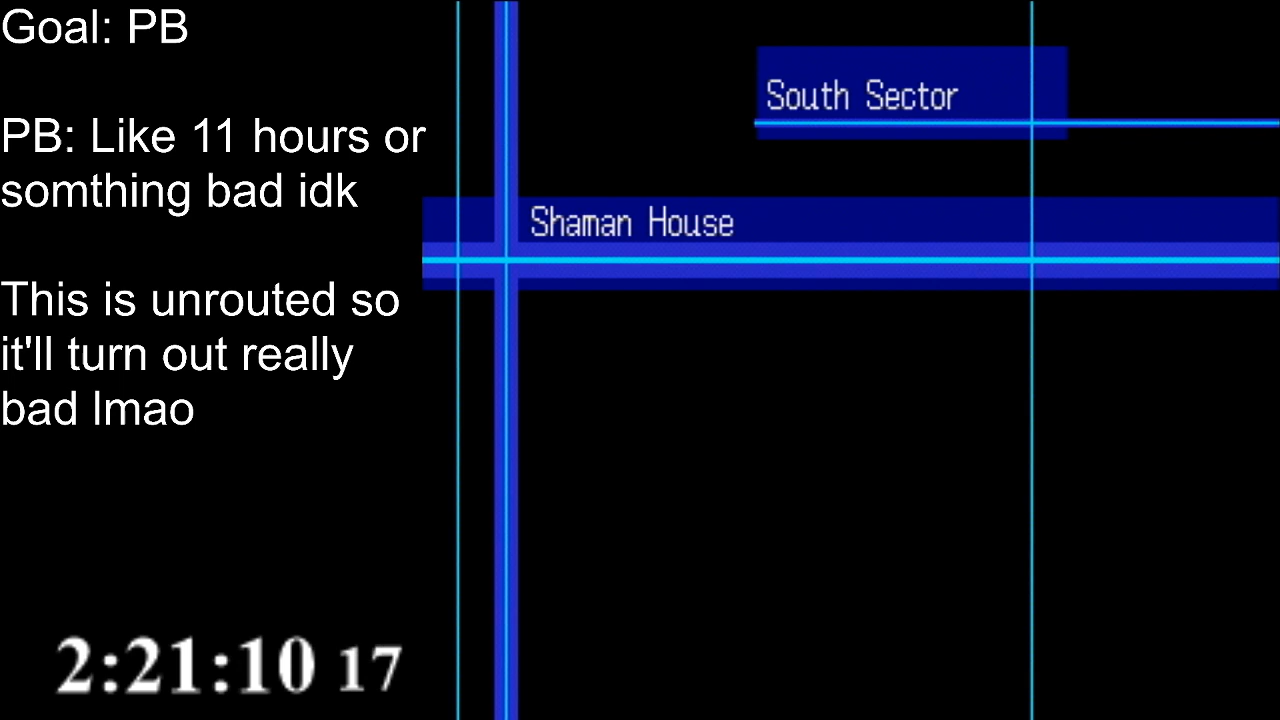 Goal: PB
PB: Like 11 hours or
somthing bad idk
This is unrouted so
it'll turn out really
bad lmao
South Sector
Shaman House
2:21:10 17